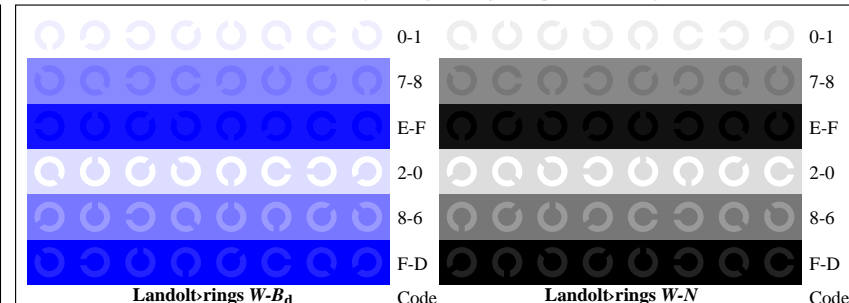 0-1 0-1
7-8 7-8
E-F E-F
2-0 2-0
8-6 8-6
F-D F-D
Landolt›rings W-Bd Code Landolt›rings W-N Code